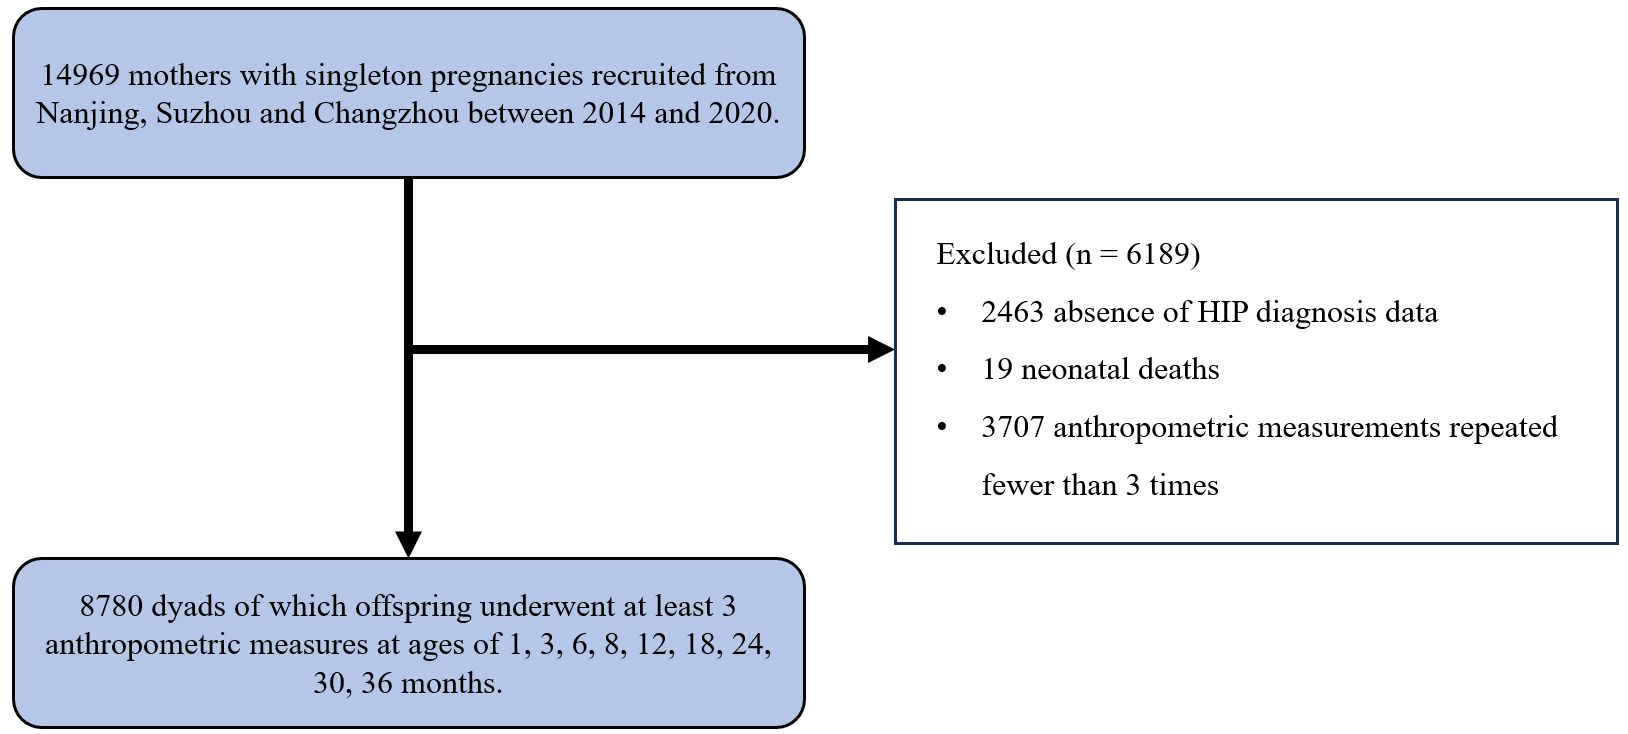 14969 mothers with singleton pregnancies recruited from
Nanjing, Suzhou and Changzhou between 2014 and 2020.
Excluded (n = 6189)
• 2463 absence of HIP diagnosis data
• 19 neonatal deaths
• 3707 anthropometric measurements repeated
fewer than 3 times
8780 dyads of which offspring underwent at least 3
anthropometric measures at ages of 1, 3, 6, 8, 12, 18, 24,
30, 36 months.